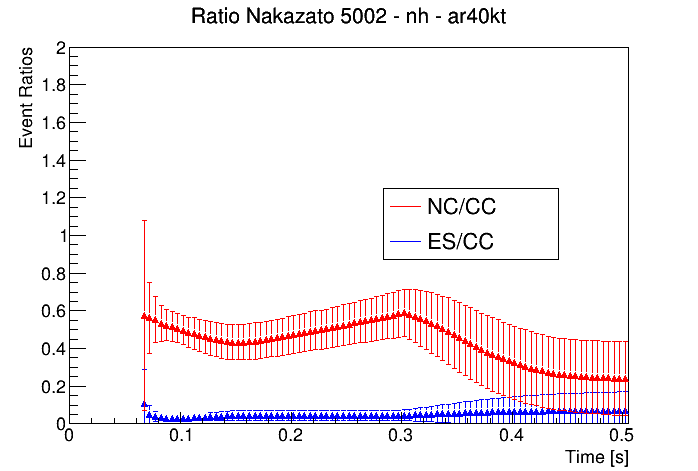 Ratio Nakazato 5002 - nh - ar40kt
Event Ratios
2
1.8
1.6
1.4
1.2
1
0.8
0.6
0.4
0.2
0
NC/CC
ES/CC
0 0.1 0.2 0.3 0.4 0.5
Time [s]